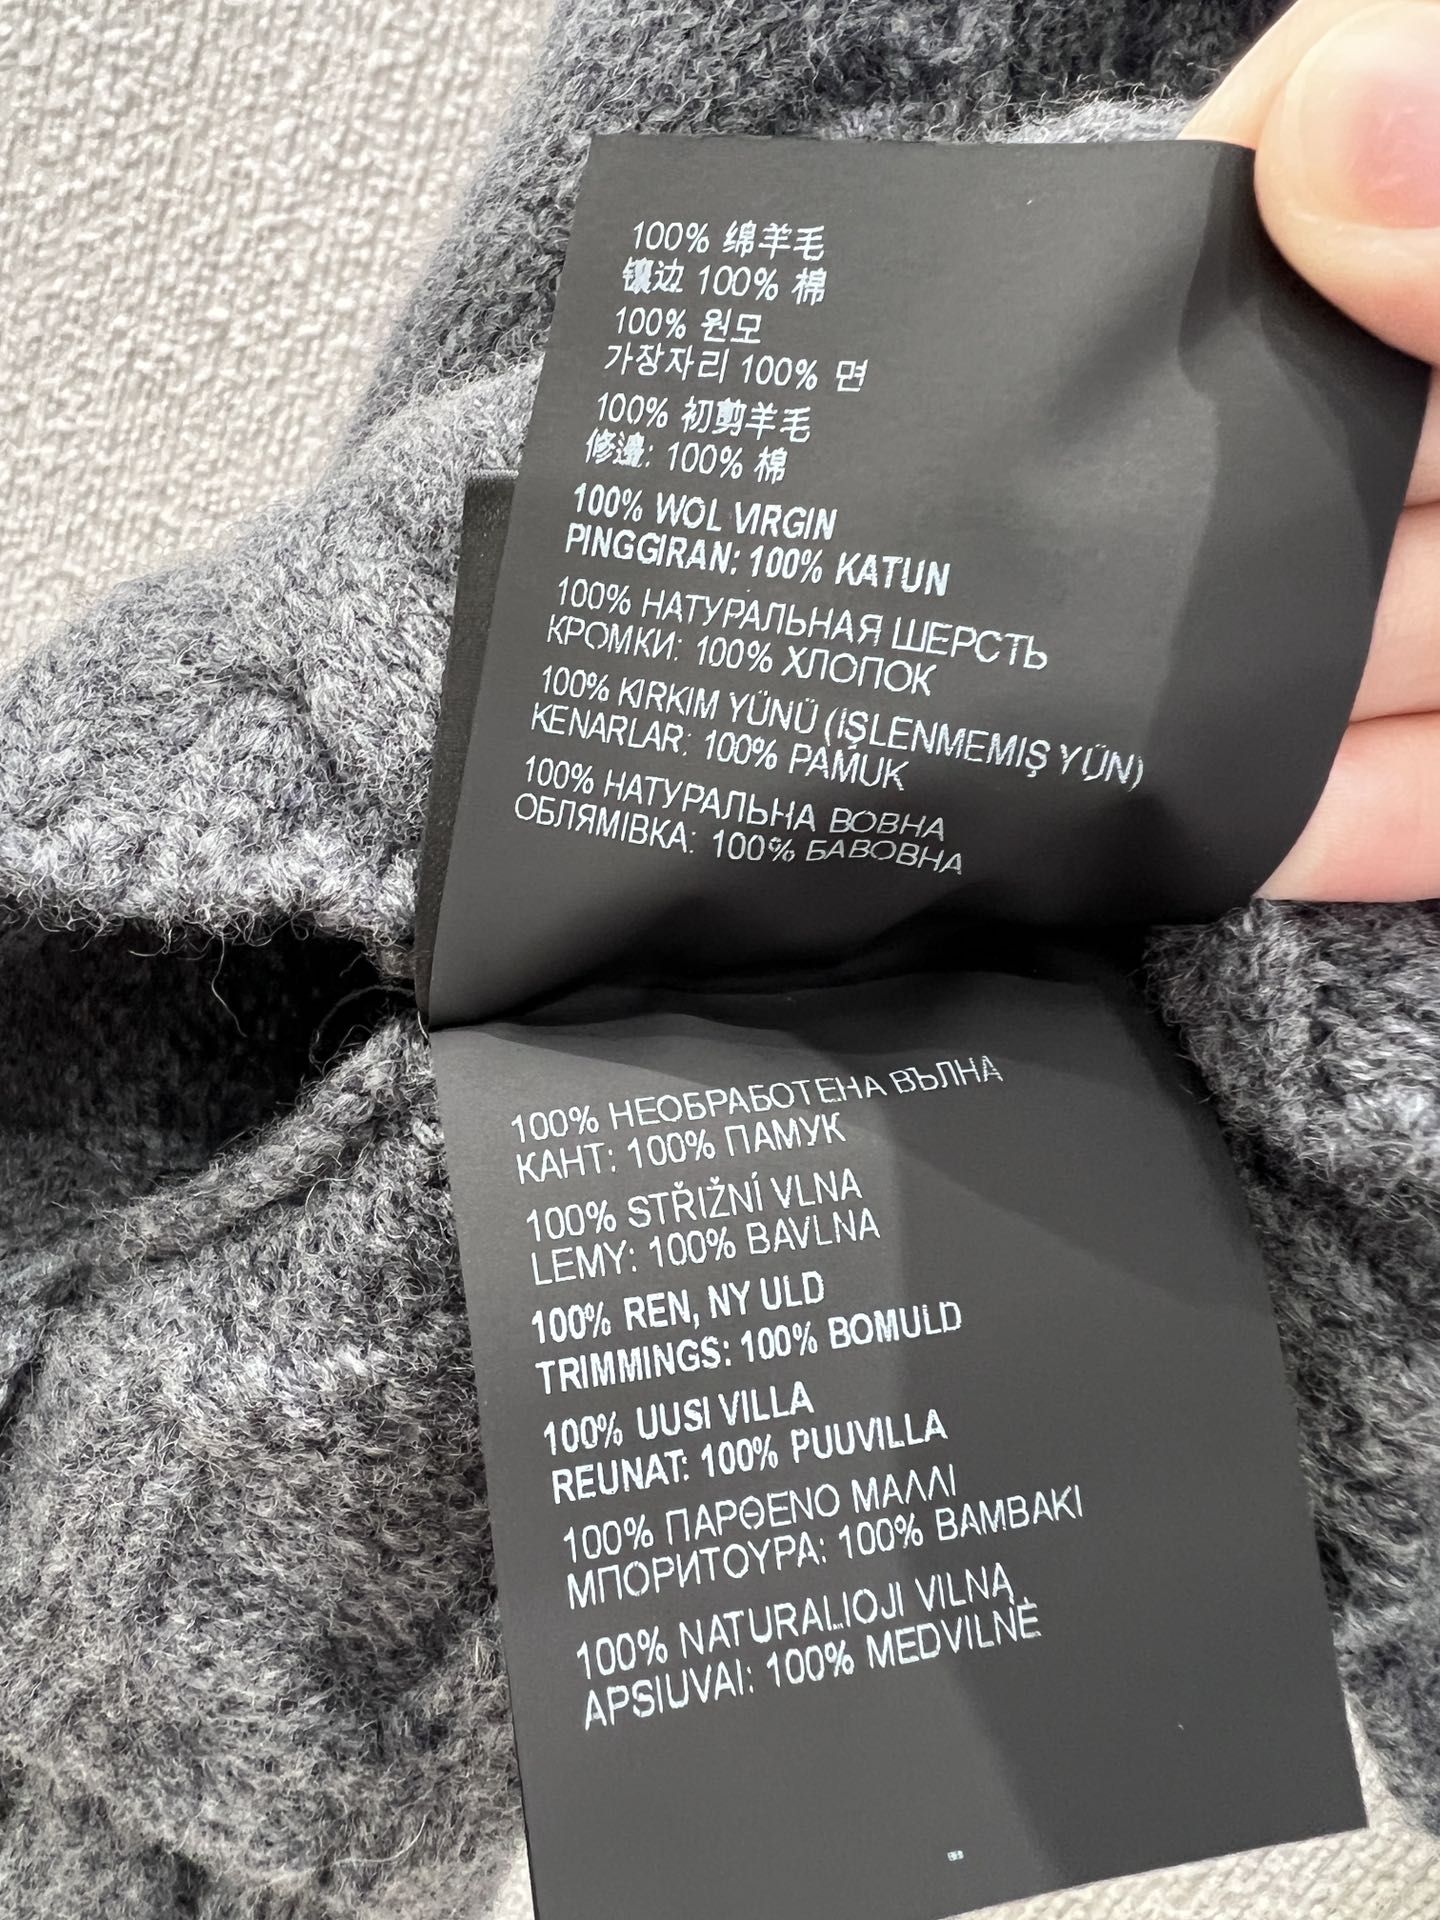 100% 绵羊毛
镶边 100% 棉
100% 원모
가장자리 100% 면
100% 初剪羊毛
修邊: 100% 棉
100% WOL VIRGIN
PINGGIRAN: 100% KATUN
100% НАТУРАЛЬНАЯ ШЕРСТЬ
КРОМКИ: 100% ХЛОПОК
100% KIRKIM YÜNÜ (İŞLENMEMIŞ YÜN)
KENARLAR: 100% PAMUK
100% НАТУРАЛЬНА ВОВНА
ОБЛЯМІВКА: 100% БАВОВНА
100% НЕОБРАБОТЕНА ВЪЛНА
КАНТ: 100% ПАМУК
100% STŘIŽNÍ VLNA
LEMY: 100% BAVLNA
100% REN, NY ULD
TRIMMINGS: 100% BOMULD
100% UUSI VILLA
REUNAT: 100% PUUVILLA
100% ΠΑΡΘΕΝΟ ΜΑΛΛΙ
ΜΠΟΡИΤΟΥΡΑ: 100% ΒΑΜΒΑΚΙ
100% NATURALIOJI VILNĄ
APSIUVAI: 100% MEDVILNĖ